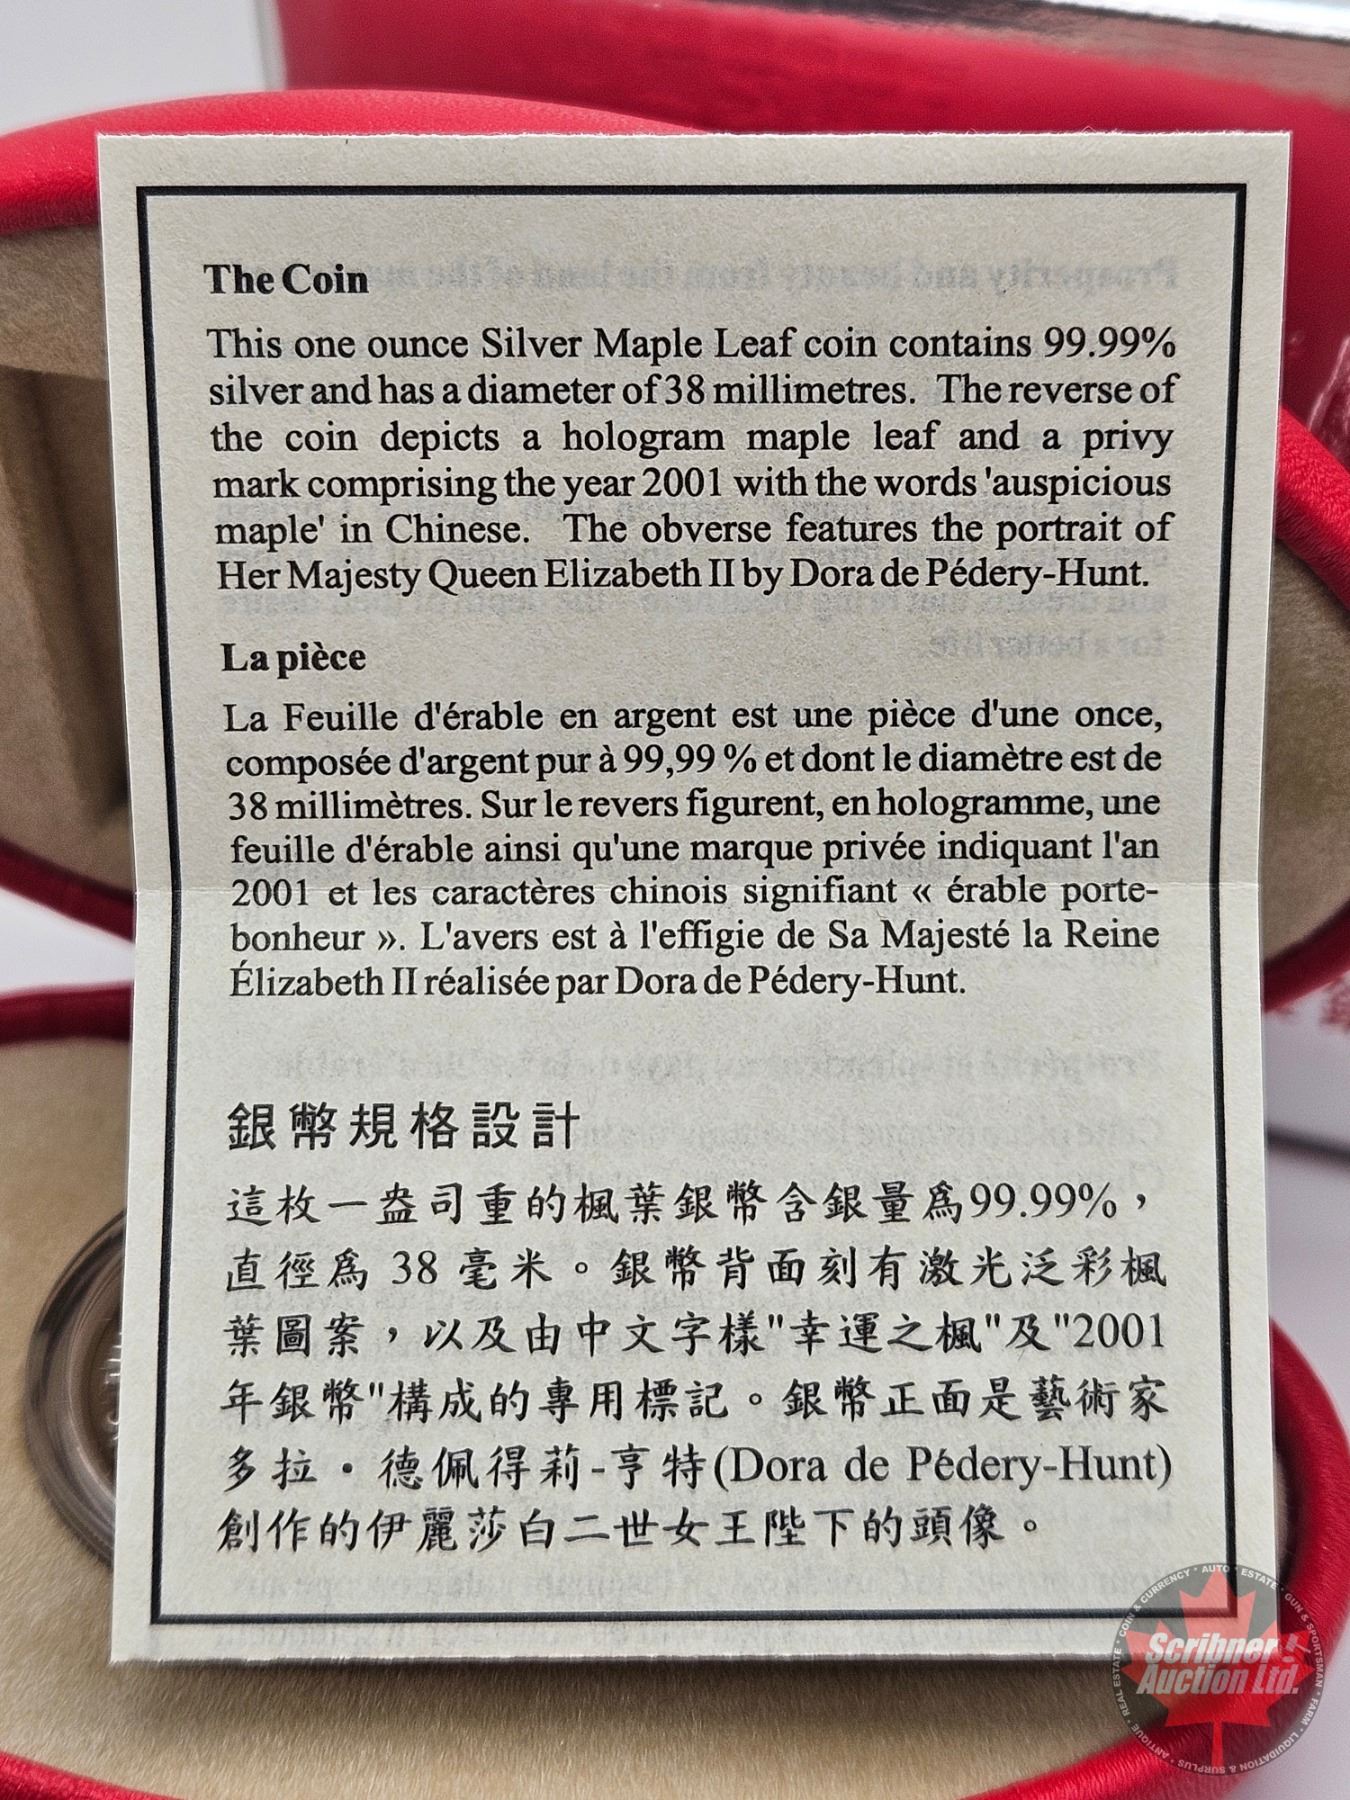 The Coin
This one ounce Silver Maple Leaf coin contains 99.99%
silver and has a diameter of 38 millimetres. The reverse of
the coin depicts a hologram maple leaf and a privy
mark comprising the year 2001 with the words 'auspicious
maple' in Chinese. The obverse features the portrait of
Her Majesty Queen Elizabeth II by Dora de Pédery-Hunt.
La pièce
La Feuille d'érable en argent est une pièce d'une once,
composée d'argent pur à 99,99 % et dont le diamètre est de
38 millimètres. Sur le revers figurent, en hologramme, une
feuille d'érable ainsi qu'une marque privée indiquant l'an
2001 et les caractères chinois signifiant « érable porte-
bonheur ». L'avers est à l'effigie de Sa Majesté la Reine
Élizabeth II réalisée par Dora de Pédery-Hunt.
銀幣規格設計
這枚一盎司重的楓葉銀幣含銀量爲99.99%，
直徑爲 38 毫米。銀幣背面刻有激光泛彩楓
葉圖案，以及由中文字樣"幸運之楓"及"2001
年銀幣"構成的專用標記。銀幣正面是藝術家
多拉·德佩得莉-亨特(Dora de Pédery-Hunt)
創作的伊麗莎白二世女王陛下的頭像。
Scribner
Auction Ltd.
REAL ESTATE • COIN & CURRENCY • AUTO • ESTATE • GUN & SPORTSMAN • FARM • LIQUIDATION & SURPLUS • ANTIQUE •